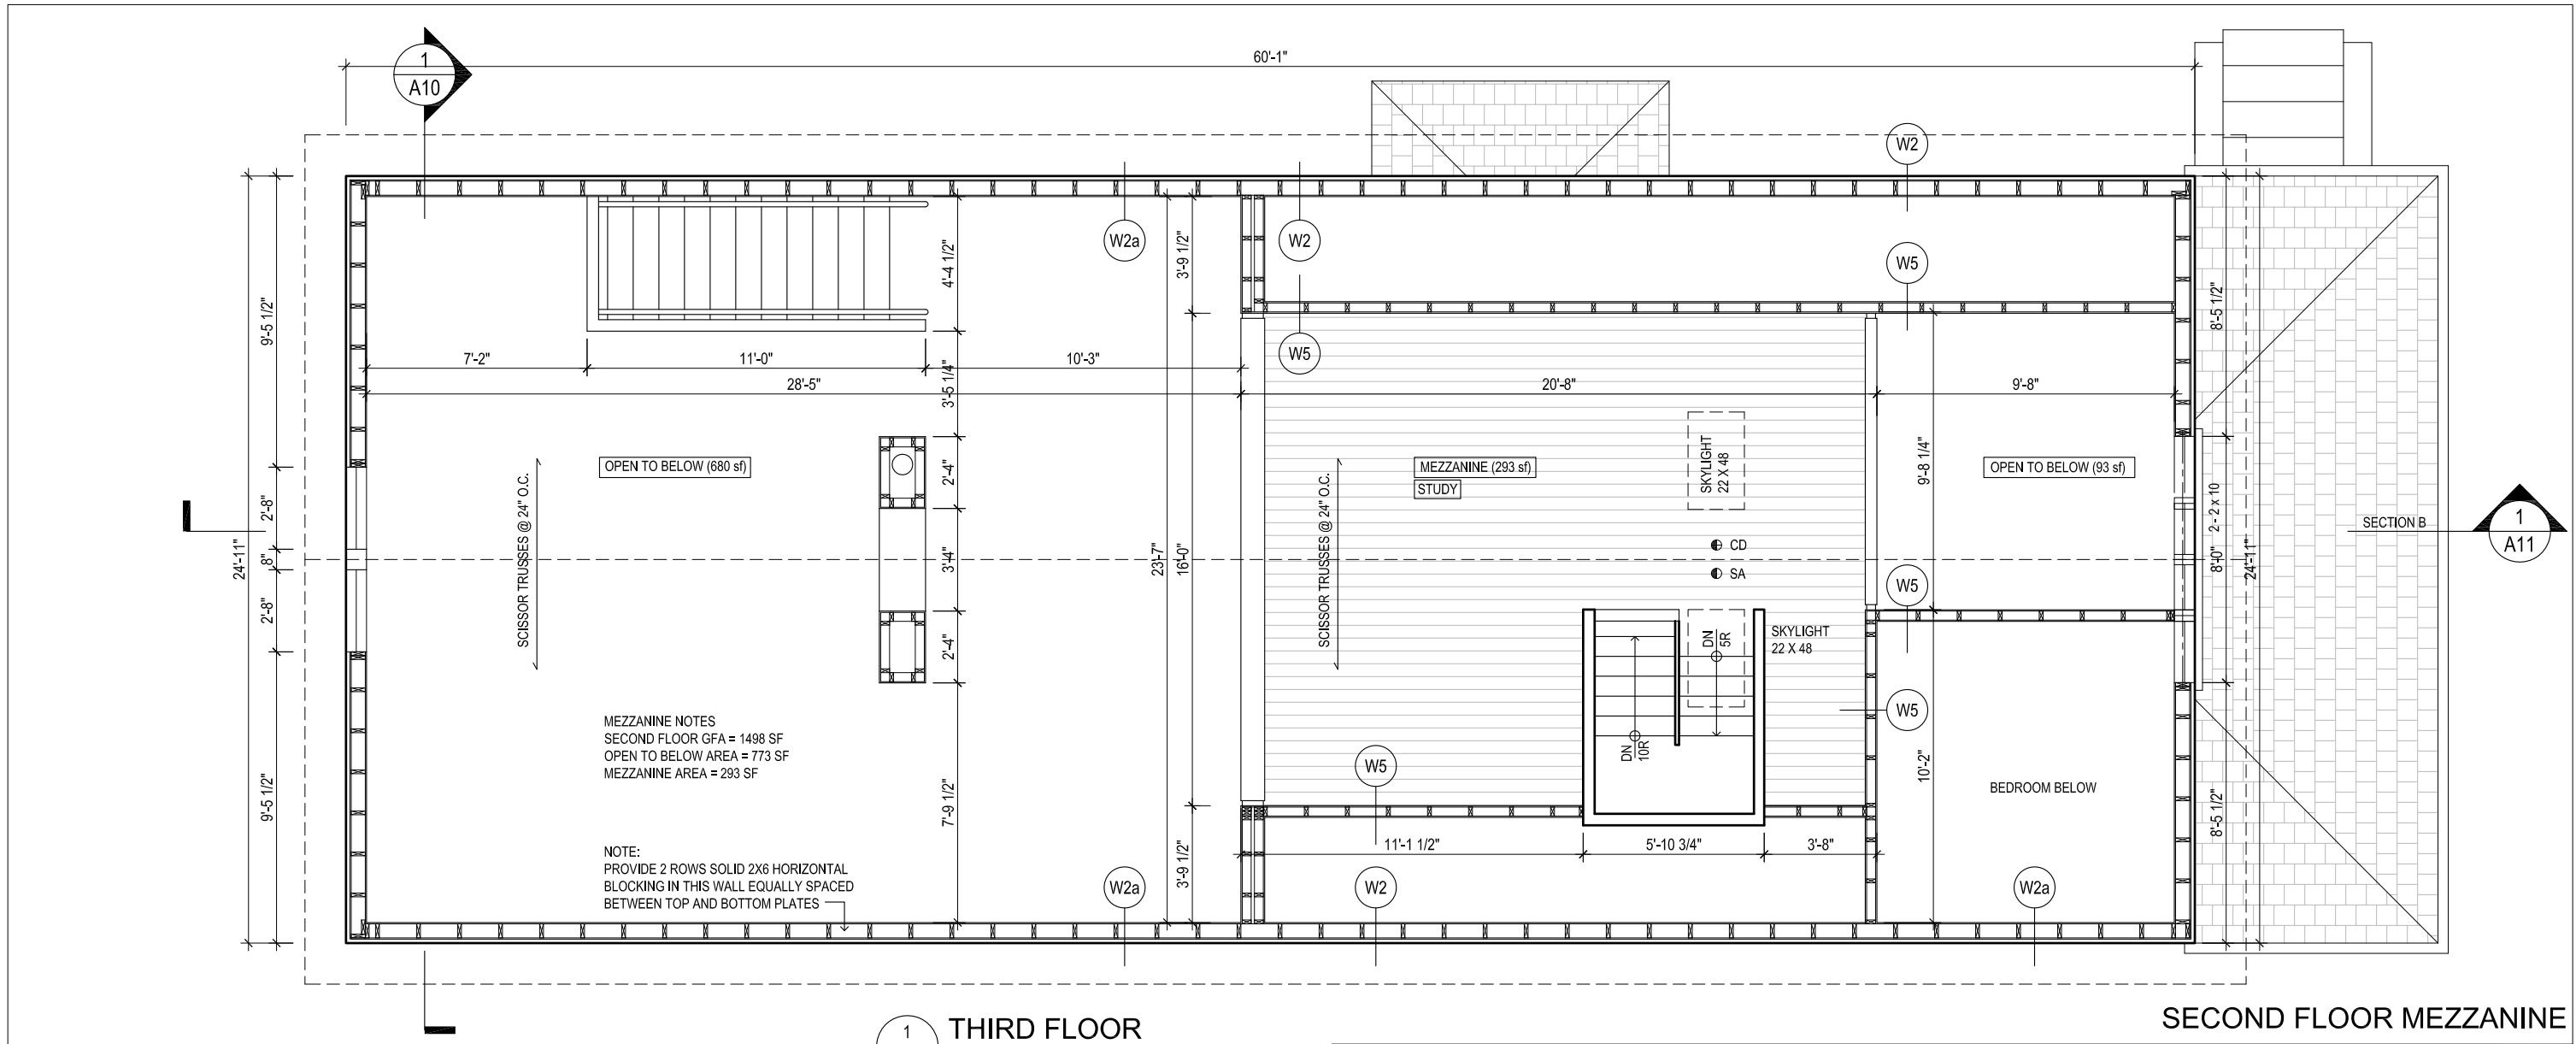 1
A10
60'-1"
W2
W2a
W2
W5
4'-4 1/2"
3'-9 1/2"
9'-5 1/2"
8'-5 1/2"
7'-2"
11'-0"
10'-3"
W5
3'-5 1/4"
28'-5"
20'-8"
9'-8"
OPEN TO BELOW (680 sf)
MEZZANINE (293 sf)
STUDY
SKYLIGHT
22 X 48
OPEN TO BELOW (93 sf)
2'-4"
9'-8 1/4"
SCISSOR TRUSSES @ 24" O.C.
SCISSOR TRUSSES @ 24" O.C.
2'-8"
8"
2'-8"
24'-11"
3'-4"
23'-7"
16'-0"
CD
SA
2 - 2 x 10
8'-0"
24'-11"
SECTION B
1
A11
W5
2'-4"
DN
5R
SKYLIGHT
22 X 48
W5
DN
10R
MEZZANINE NOTES
SECOND FLOOR GFA = 1498 SF
OPEN TO BELOW AREA = 773 SF
MEZZANINE AREA = 293 SF
W5
10'-2"
BEDROOM BELOW
9'-5 1/2"
7'-9 1/2"
8'-5 1/2"
11'-1 1/2"
5'-10 3/4"
3'-8"
NOTE:
PROVIDE 2 ROWS SOLID 2X6 HORIZONTAL
BLOCKING IN THIS WALL EQUALLY SPACED
BETWEEN TOP AND BOTTOM PLATES
3'-9 1/2"
W2a
W2
W2a
1
THIRD FLOOR
SECOND FLOOR MEZZANINE